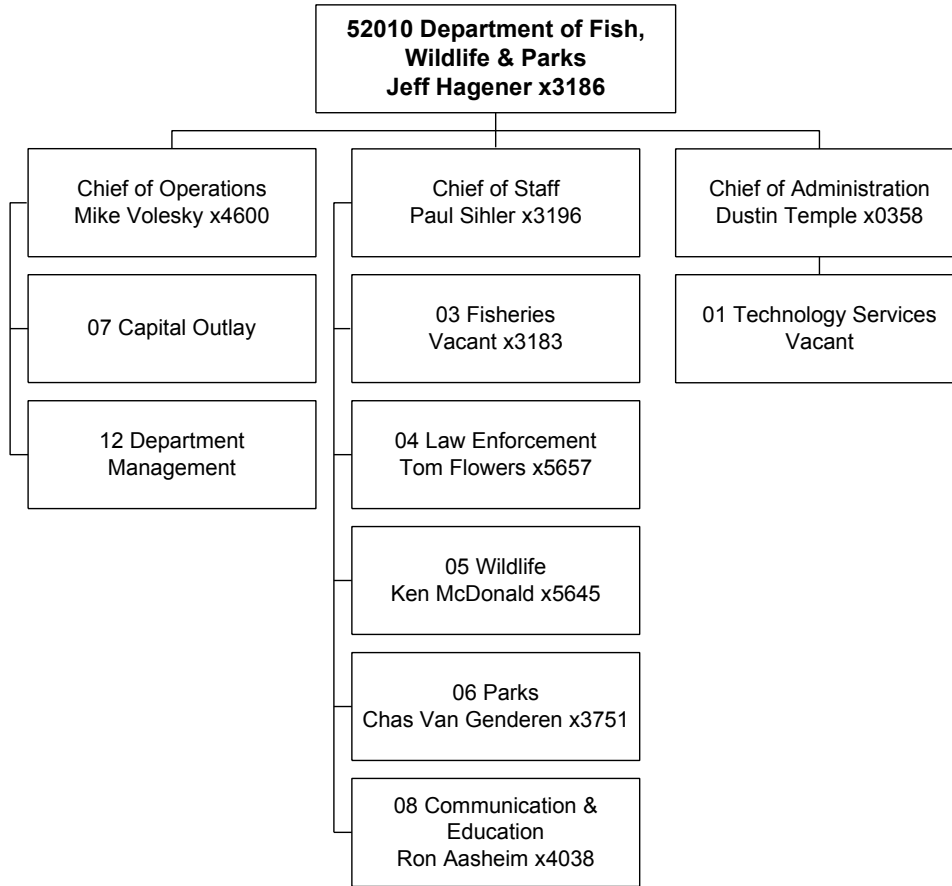 52010 Department of Fish,
Wildlife & Parks
Jeff Hagener x3186
Chief of Operations
Mike Volesky x4600
07 Capital Outlay
12 Department
Management
Chief of Staff
Paul Sihler x3196
03 Fisheries
Vacant x3183
04 Law Enforcement
Tom Flowers x5657
05 Wildlife
Ken McDonald x5645
06 Parks
Chas Van Genderen x3751
08 Communication &
Education
Ron Aasheim x4038
Chief of Administration
Dustin Temple x0358
01 Technology Services
Vacant